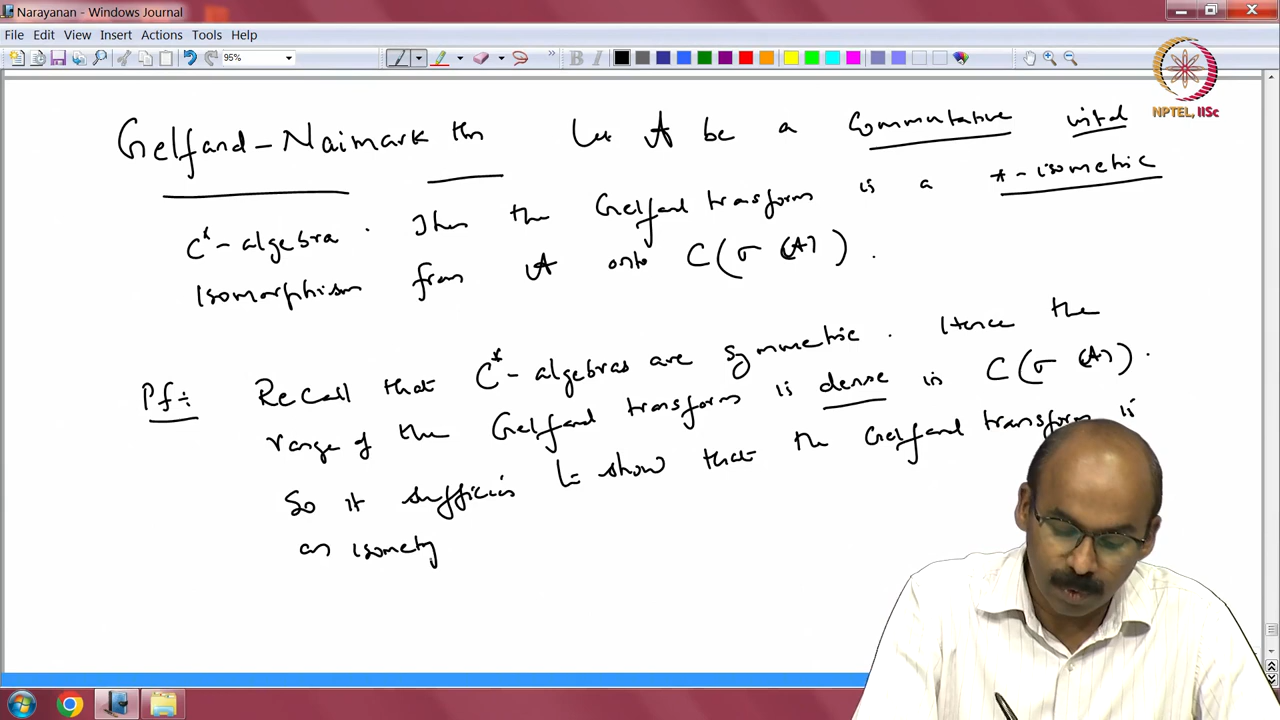 Narayanan - Windows Journal
File Edit View Insert Actions Tools Help
95%
NPTEL, IISc
Gelfand-Naimark thm Let A be a Commutative unital
C*-algebra. Then the Gelfand transform is a *-isometric
isomorphism from A onto C(σ(A)).
Pf:- Recall that C*-algebras are symmetric. Hence the
range of the Gelfand transform is dense in C(σ(A)).
So it suffices to show that the Gelfand transform is
an isometry